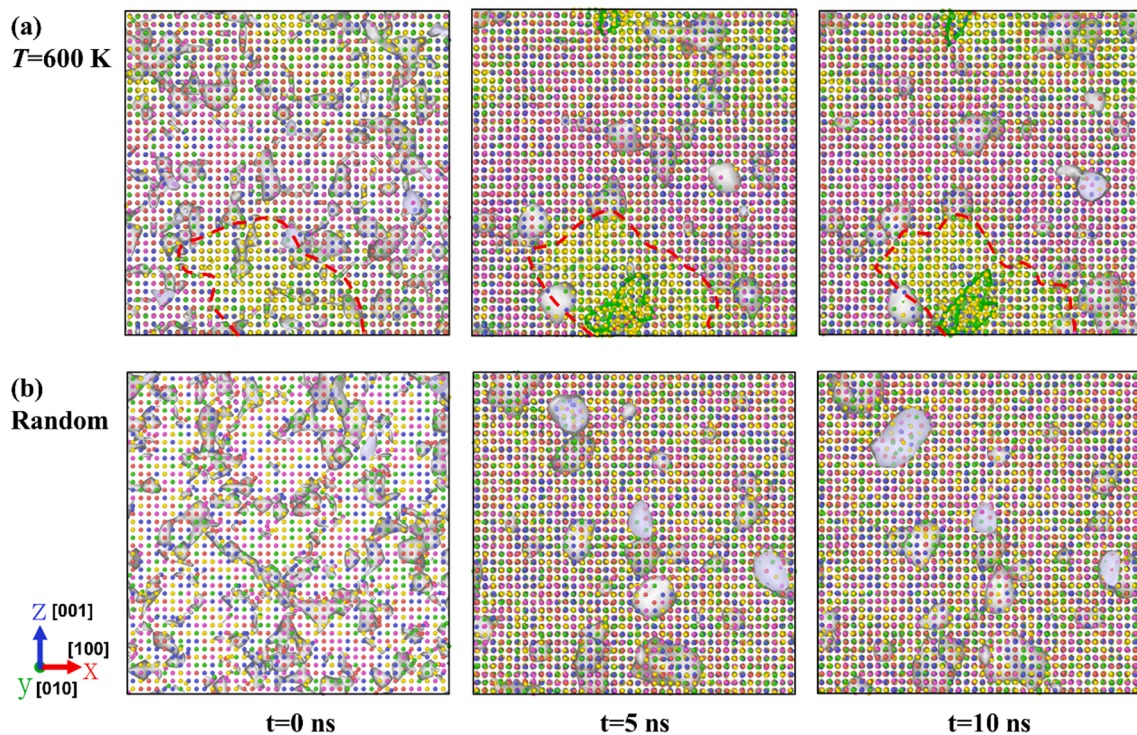 (a)
T=600 K
(b)
Random
Z [001]
[100]
X
y [010]
t=0 ns
t=5 ns
t=10 ns